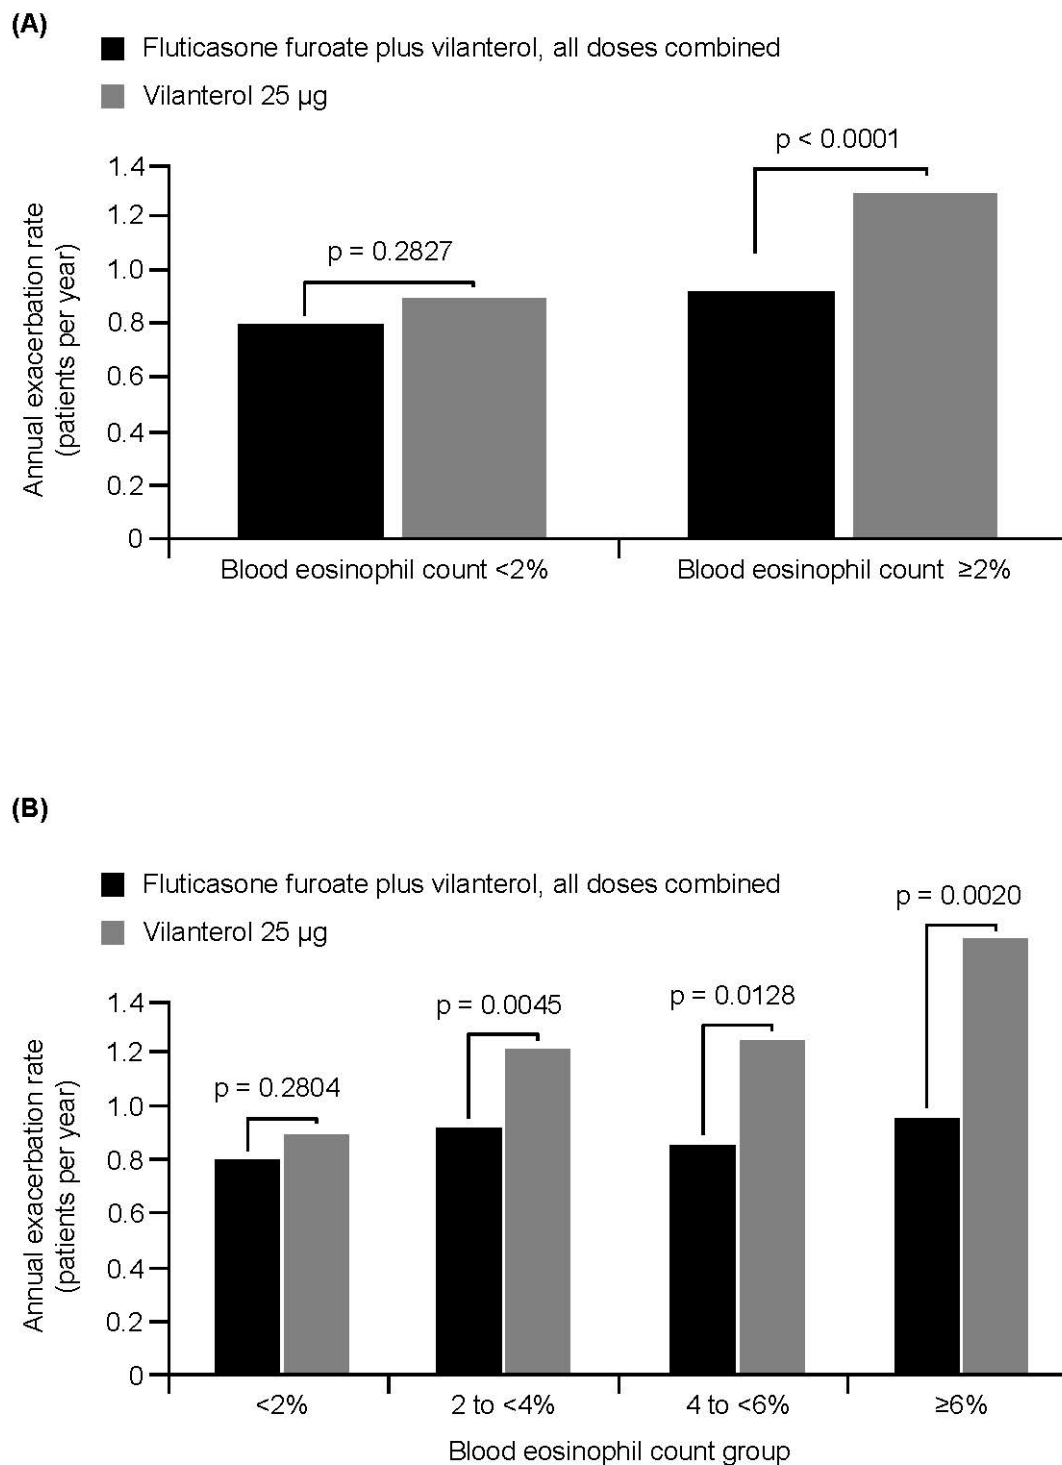 (A)
Fluticasone furoate plus vilanterol, all doses combined
Vilanterol 25 µg
Annual exacerbation rate
(patients per year)
1.4
1.2
1.0
0.8
0.6
0.4
0.2
0
p = 0.2827
p < 0.0001
Blood eosinophil count <2%
Blood eosinophil count ≥2%
(B)
Fluticasone furoate plus vilanterol, all doses combined
Vilanterol 25 µg
Annual exacerbation rate
(patients per year)
1.4
1.2
1.0
0.8
0.6
0.4
0.2
0
p = 0.2804
p = 0.0045
p = 0.0128
p = 0.0020
<2%
2 to <4%
4 to <6%
≥6%
Blood eosinophil count group